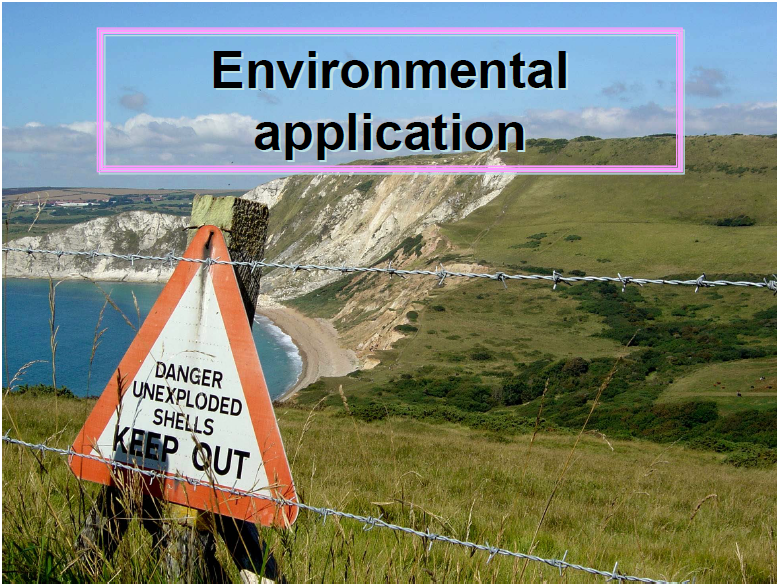 Environmental
application
DANGER
UNEXPLODED
SHELLS
KEEP OUT